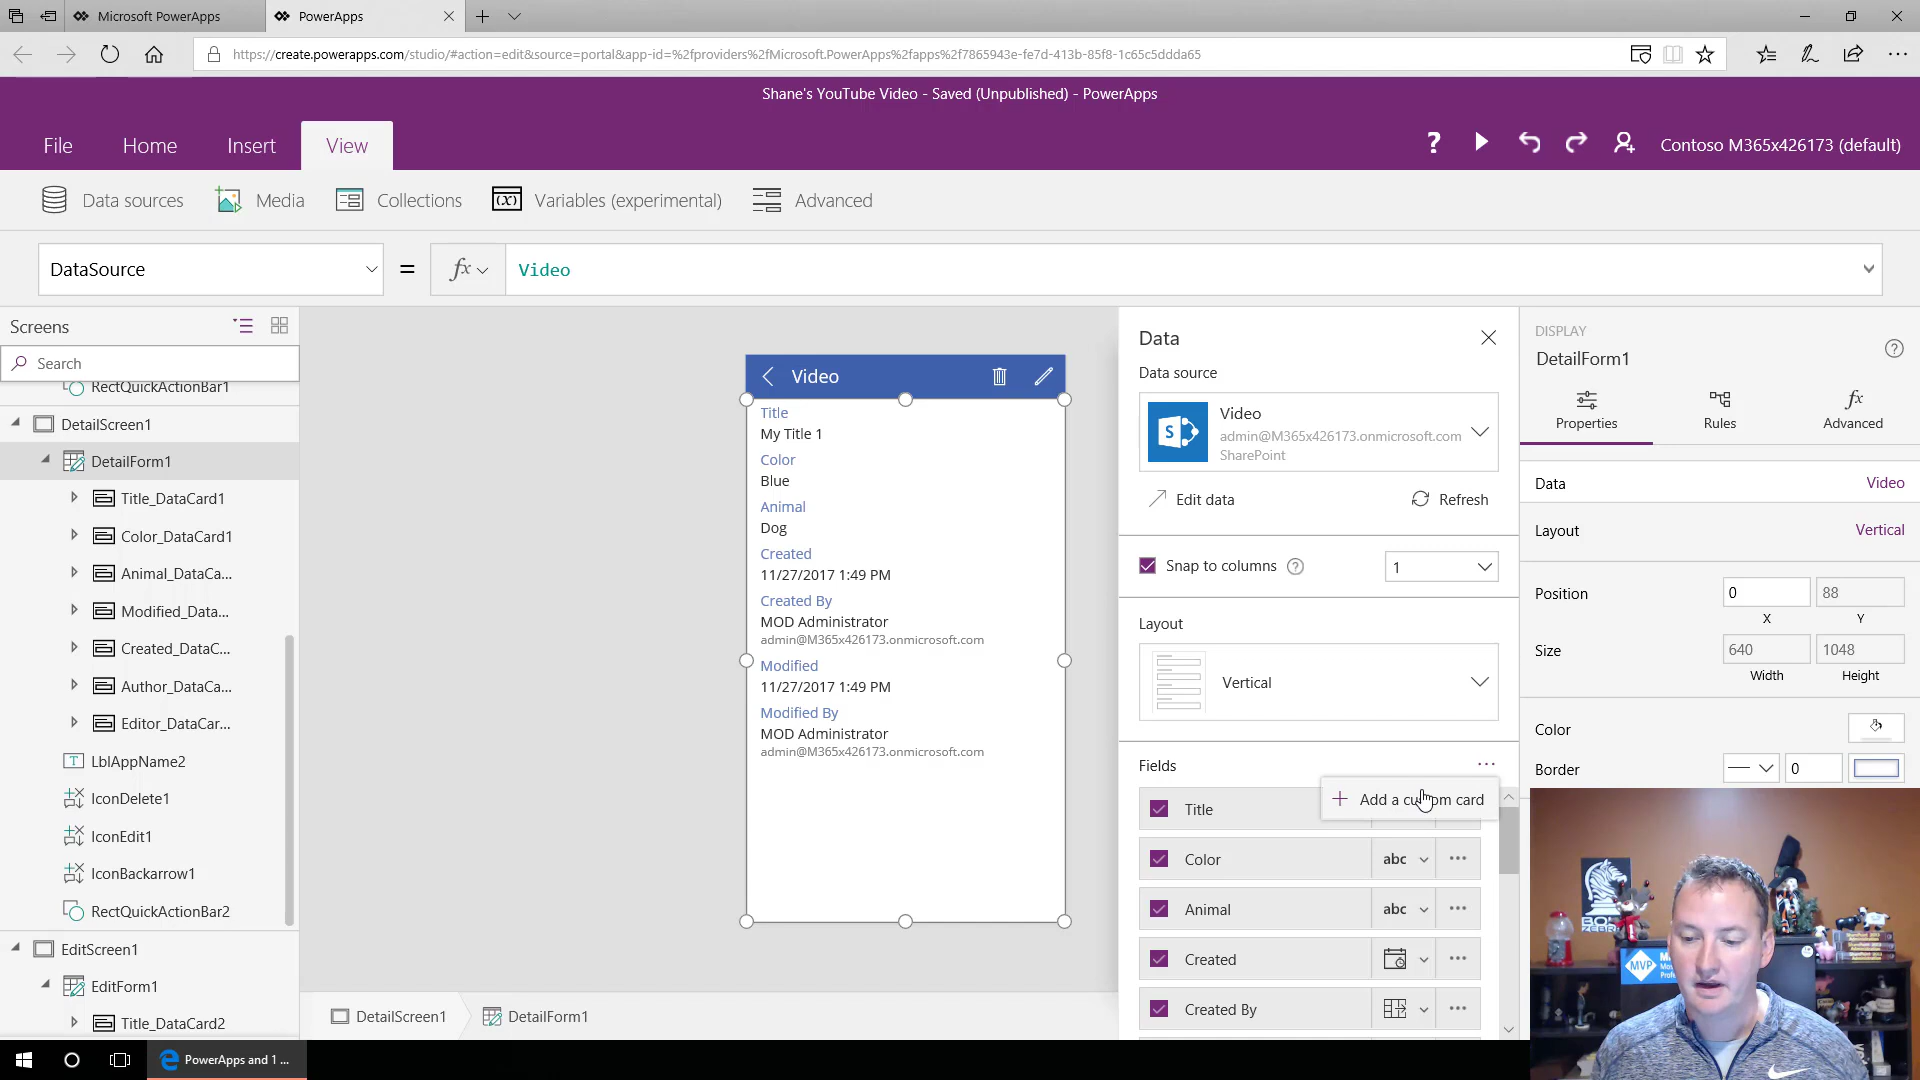 Microsoft PowerApps
PowerApps
https://create.powerapps.com/studio/#action=edit&source=portal&app-id=%2fproviders%2fMicrosoft.PowerApps%2fapps%2f7865943e-fe7d-413b-85f8-1c65c5ddda65
Shane's YouTube Video - Saved (Unpublished) - PowerApps
File
Home
Insert
View
?
Contoso M365x426173 (default)
Data sources
Media
Collections
(x)
Variables (experimental)
Advanced
DataSource
=
fx
Video
Screens
Search
RectQuickActionBar1
DetailScreen1
DetailForm1
Title_DataCard1
Color_DataCard1
Animal_DataCa...
Modified_Data...
Created_DataC...
Author_DataCa...
Editor_DataCar...
LblAppName2
IconDelete1
IconEdit1
IconBackarrow1
RectQuickActionBar2
EditScreen1
EditForm1
Title_DataCard2
Video
Title
My Title 1
Color
Blue
Animal
Dog
Created
11/27/2017 1:49 PM
Created By
MOD Administrator
admin@M365x426173.onmicrosoft.com
Modified
11/27/2017 1:49 PM
Modified By
MOD Administrator
admin@M365x426173.onmicrosoft.com
DetailScreen1
DetailForm1
Data
Data source
Video
admin@M365x426173.onmicrosoft.com
SharePoint
Edit data
Refresh
Snap to columns
1
Layout
Vertical
Fields
Add a custom card
Title
Color
abc
Animal
abc
Created
Created By
DISPLAY
DetailForm1
Properties
Rules
fx
Advanced
Data
Video
Layout
Vertical
Position
0
88
X
Y
Size
640
1048
Width
Height
Color
Border
0
MVP
PowerApps and 1 ...